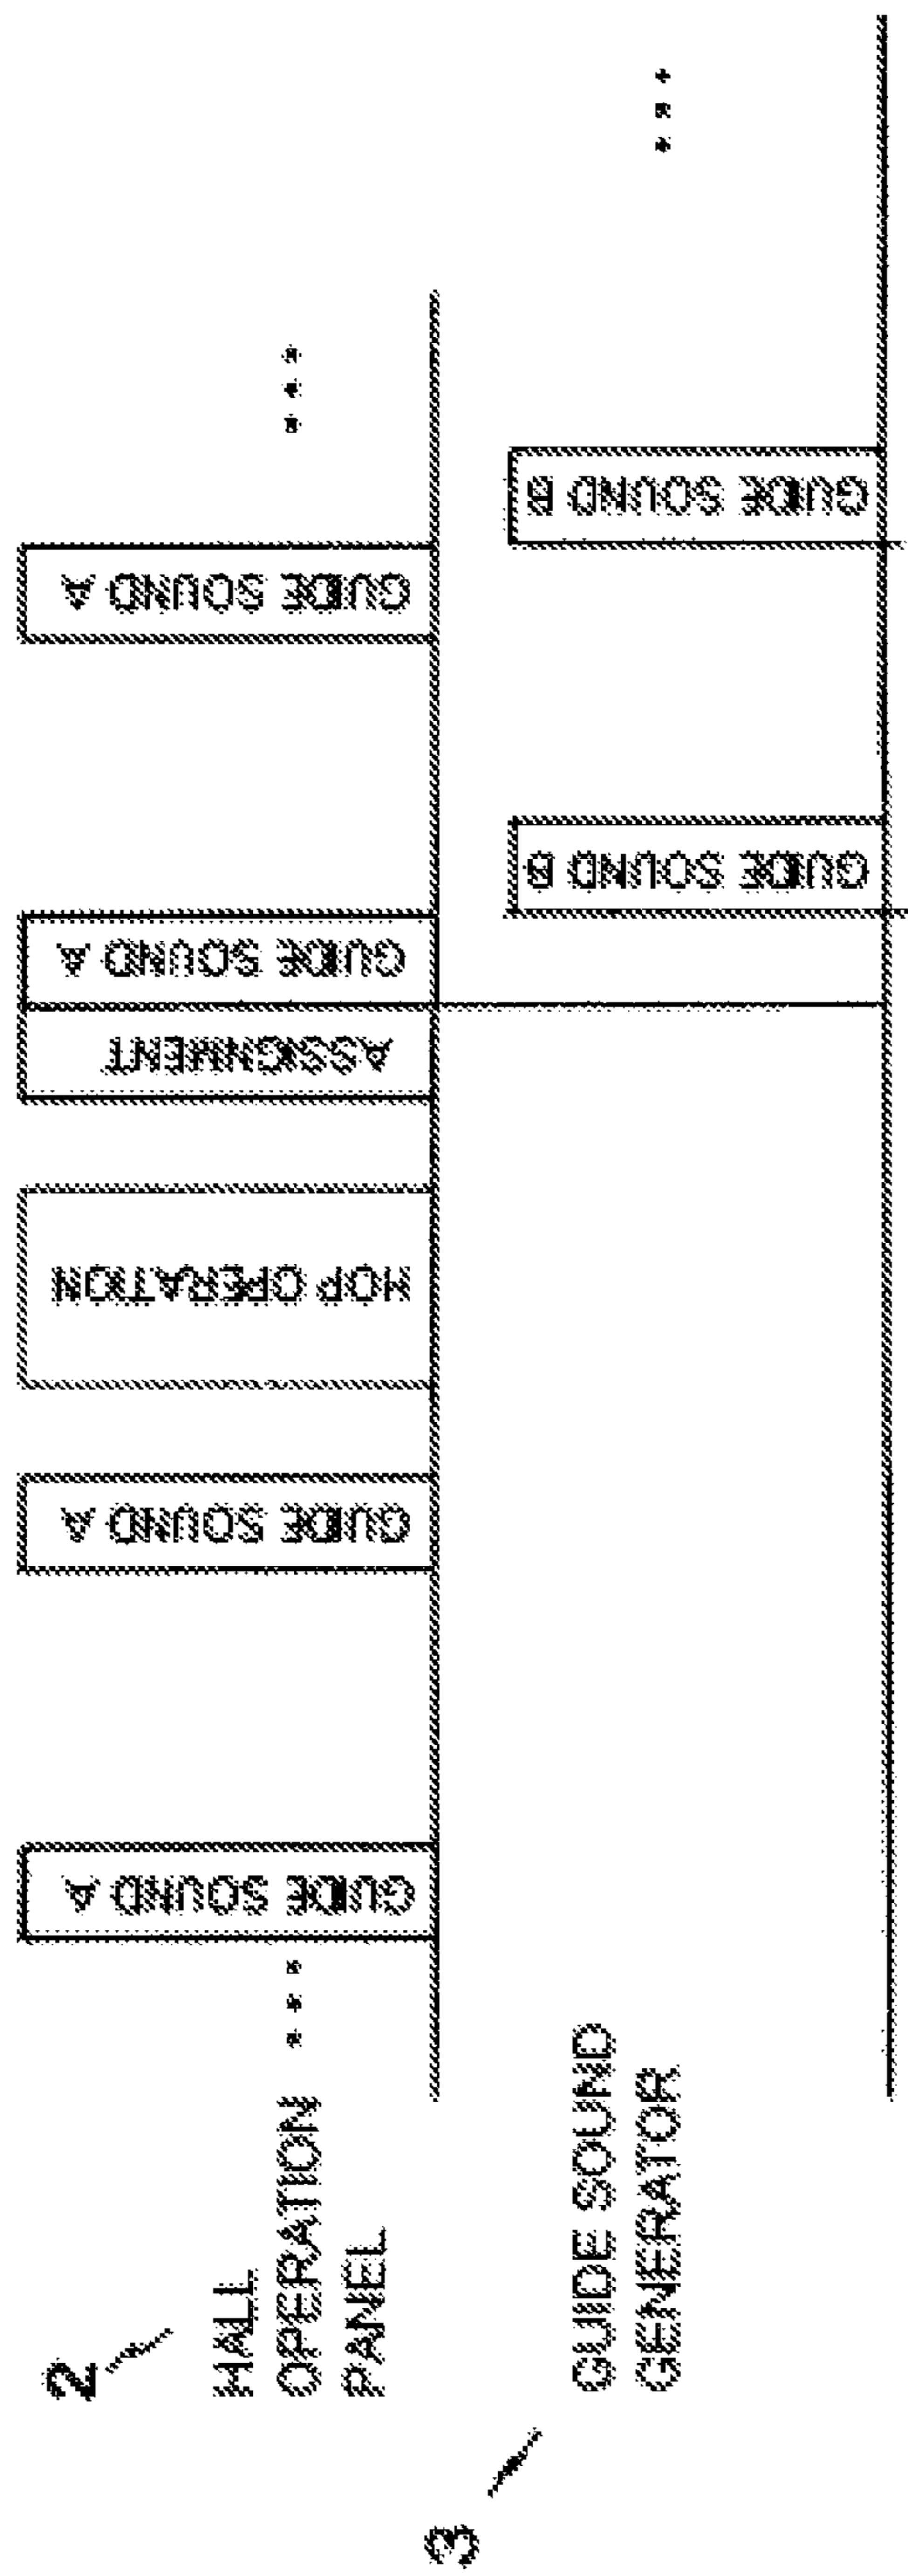 2
HALL
OPERATION
PANEL
GUIDE SOUND A
GUIDE SOUND A
HOP OPERATION
ASSIGNMENT
GUIDE SOUND A
GUIDE SOUND A
3
GUIDE SOUND
GENERATOR
GUIDE SOUND B
GUIDE SOUND B